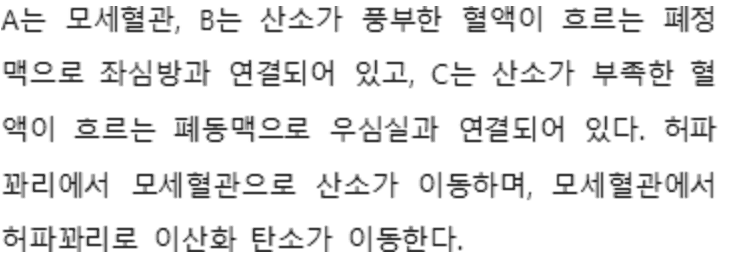 A는 모세혈관, B는 산소가 풍부한 혈액이 흐르는 폐정
맥으로 좌심방과 연결되어 있고, C는 산소가 부족한 혈
액이 흐르는 폐동맥으로 우심실과 연결되어 있다. 허파
꽈리에서 모세혈관으로 산소가 이동하며, 모세혈관에서
허파꽈리로 이산화 탄소가 이동한다.